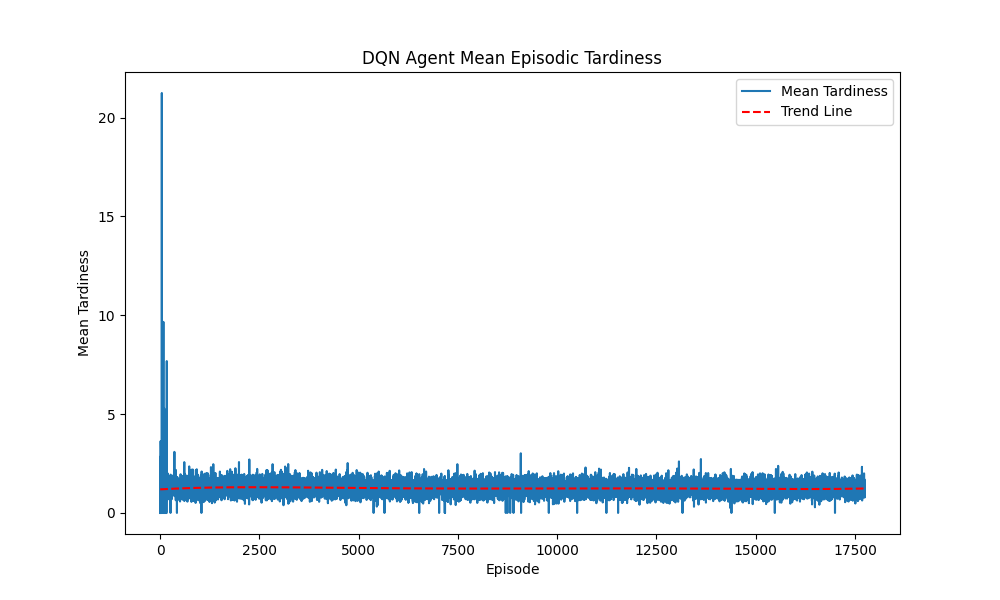 DQN Agent Mean Episodic Tardiness
Mean Tardiness
Trend Line
Mean Tardiness
20
15
10
5
0
0 2500 5000 7500 10000 12500 15000 17500
Episode